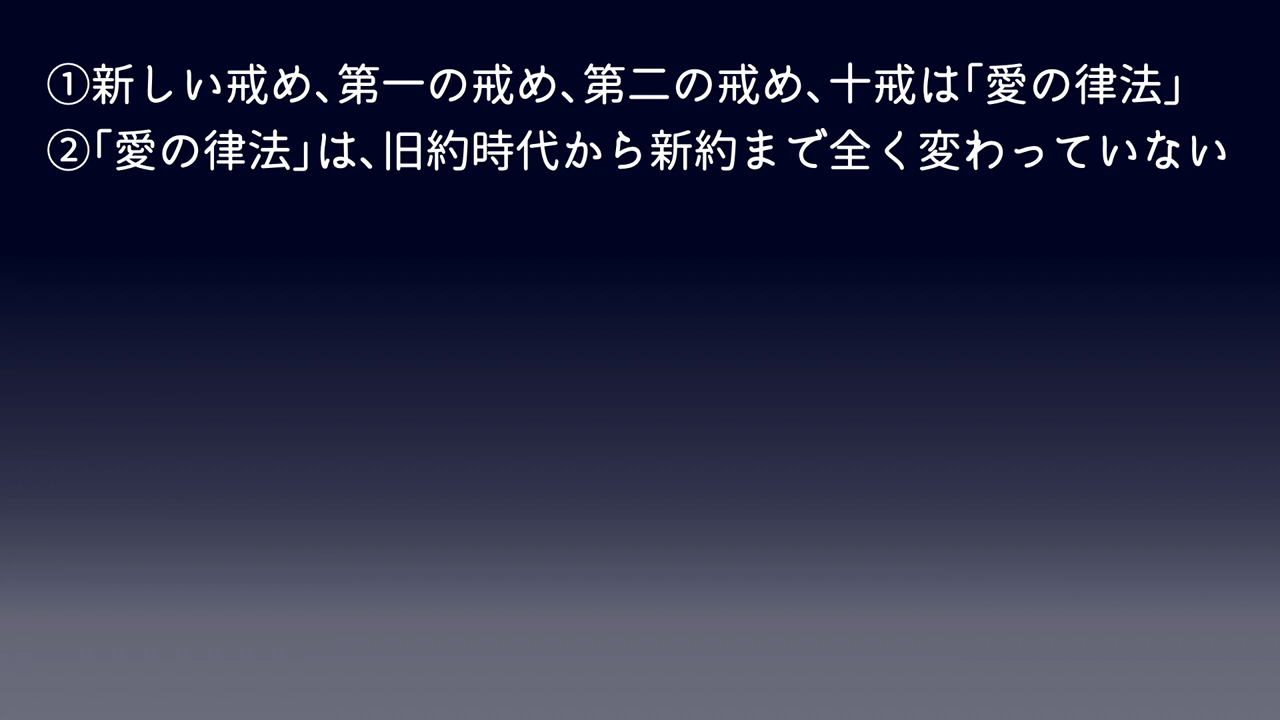 ①新しい戒め、第一の戒め、第二の戒め、十戒は「愛の律法」
②「愛の律法」は、旧約時代から新約まで全く変わっていない